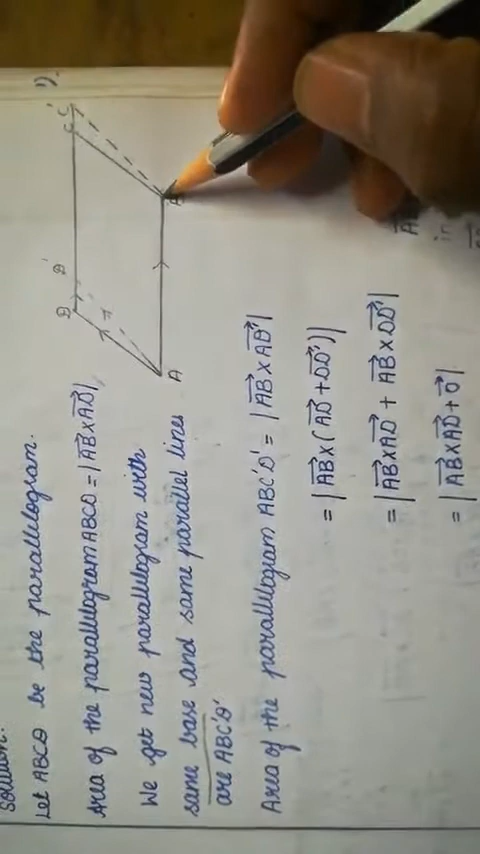 Solution:
Let ABCD be the parallelogram.
Area of the parallelogram ABCD = |AB⃗ × AD⃗|
We get new parallelogram with
same base and same parallel lines
are ABC'D'
Area of the parallelogram ABC'D' = |AB⃗ × AD'⃗|
= |AB⃗ × (AD⃗ + DD'⃗)|
= |AB⃗ × AD⃗ + AB⃗ × DD'⃗|
= |AB⃗ × AD⃗ + O⃗|
D D' C C'
A